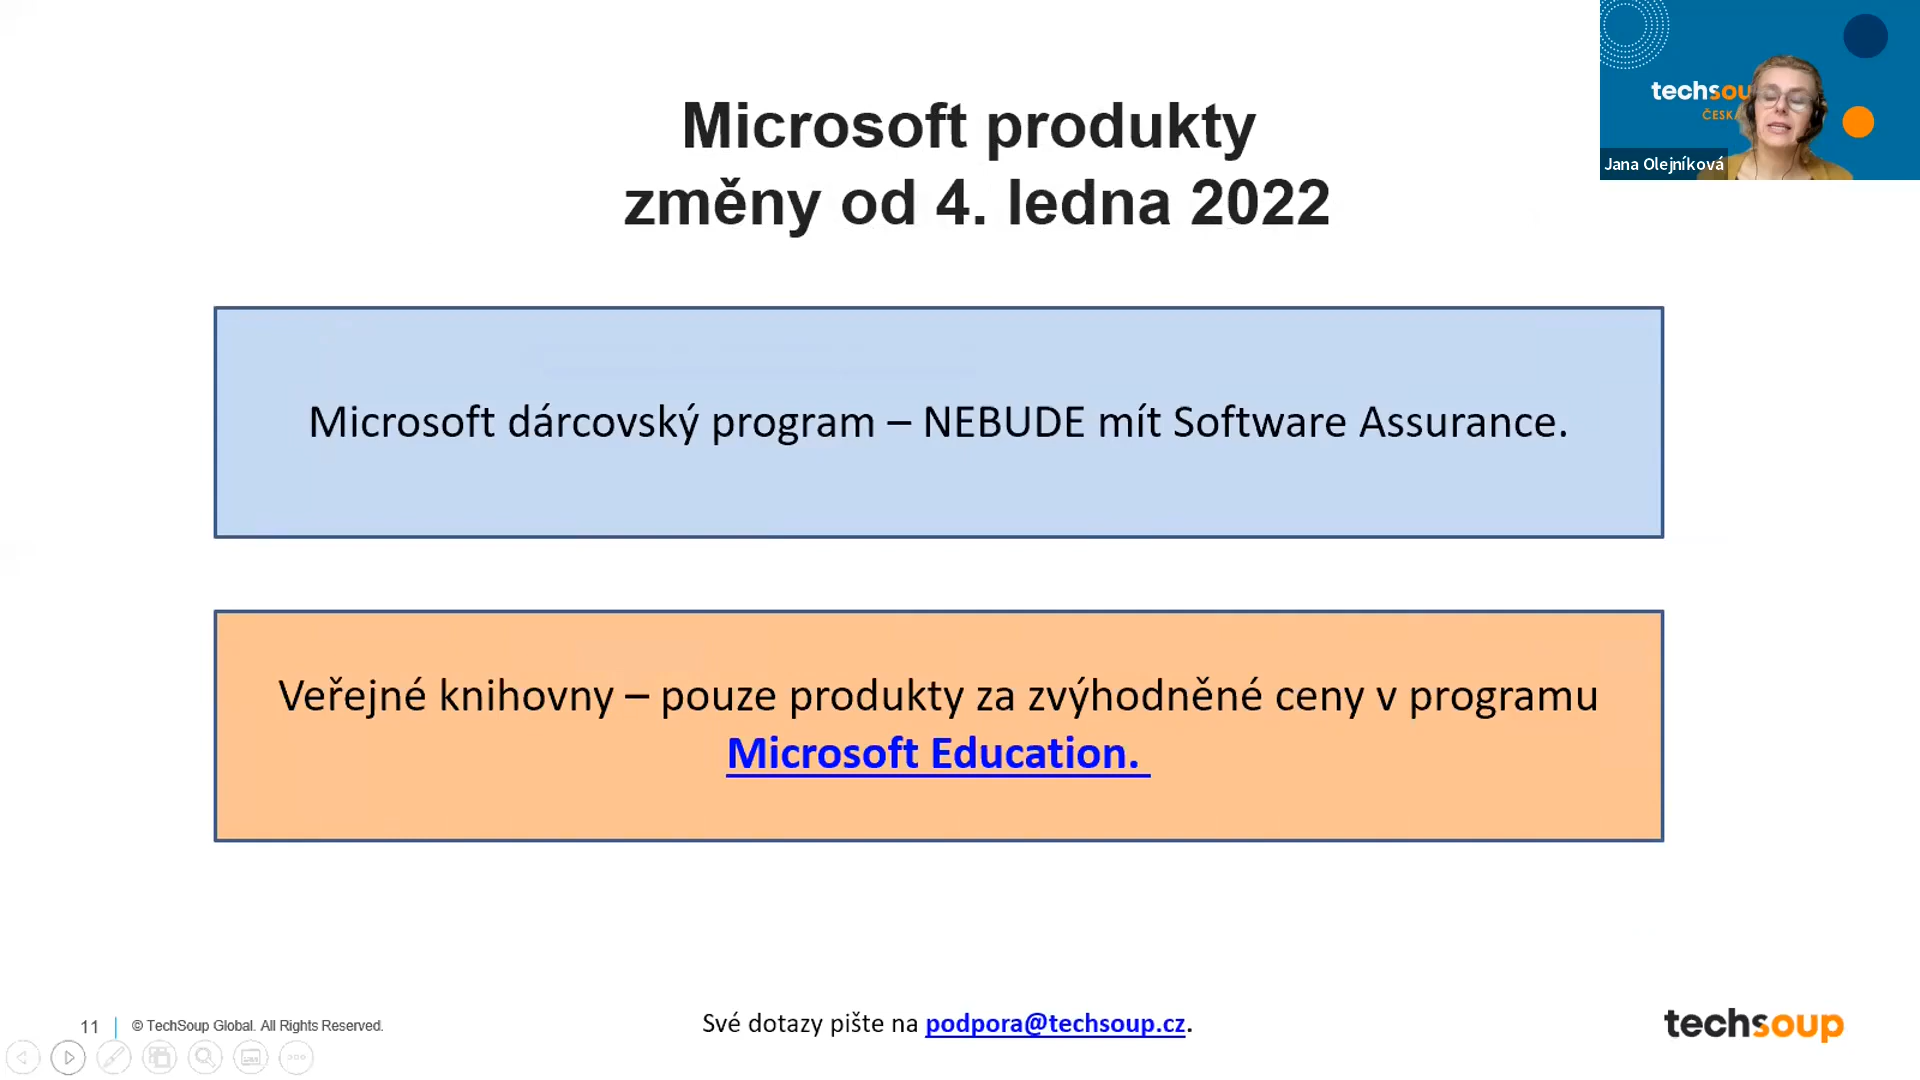 Microsoft produkty
změny od 4. ledna 2022
techsou
ČESK
Jana Olejníková
Microsoft dárcovský program – NEBUDE mít Software Assurance.
Veřejné knihovny – pouze produkty za zvýhodněné ceny v programu
Microsoft Education.
11
© TechSoup Global. All Rights Reserved.
Své dotazy pište na podpora@techsoup.cz.
techsoup